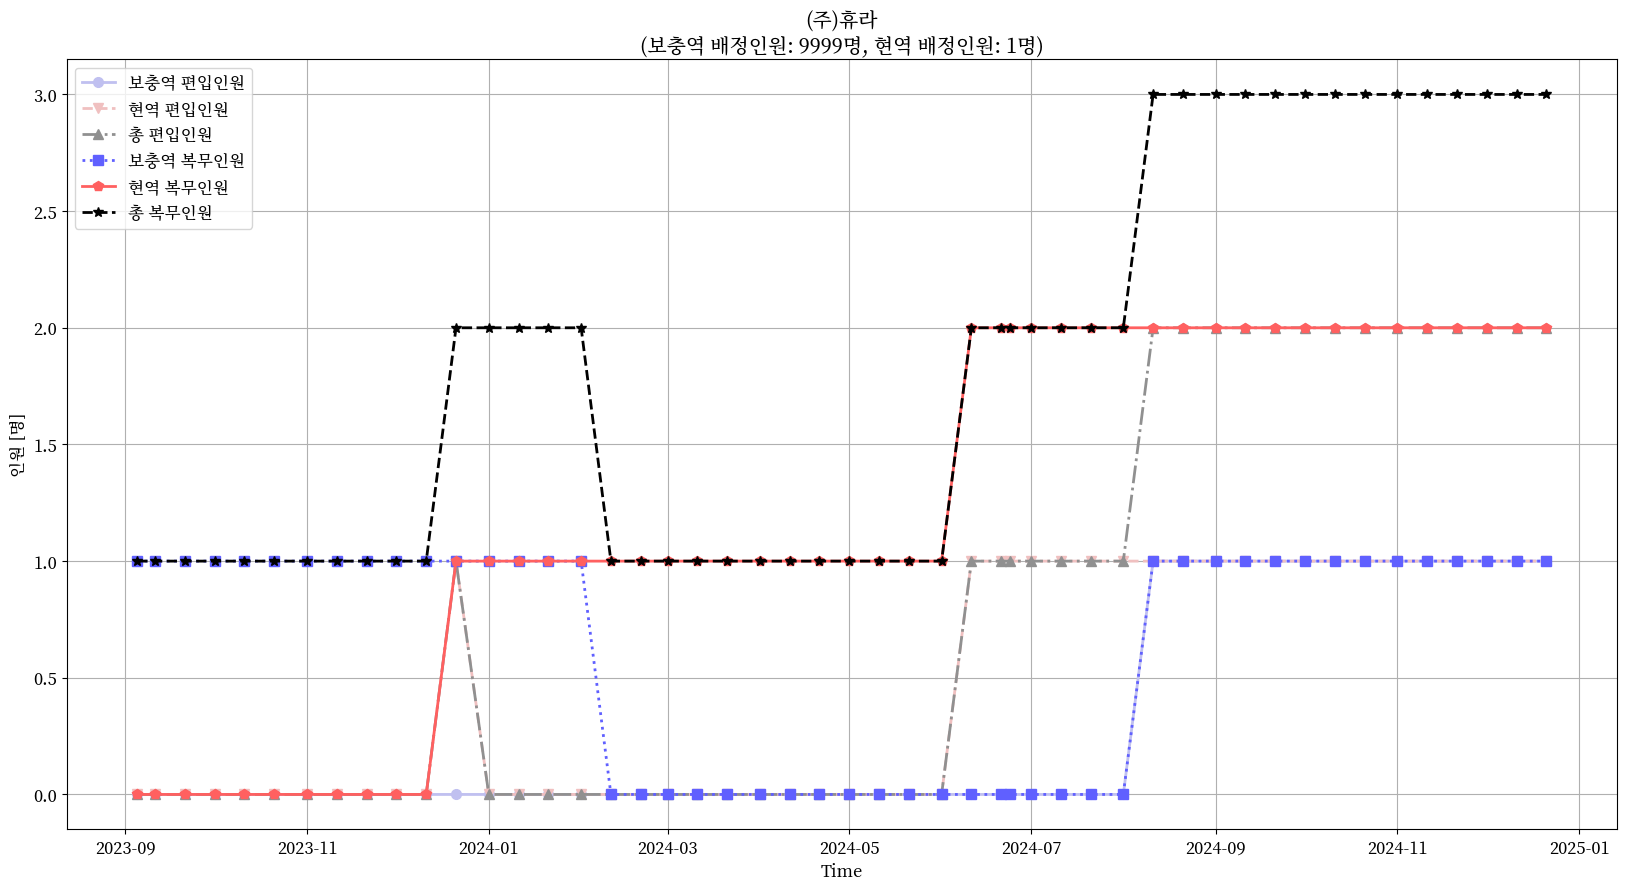 (주)휴라
(보충역 배정인원: 9999명, 현역 배정인원: 1명)
보충역 편입인원
현역 편입인원
총 편입인원
보충역 복무인원
현역 복무인원
총 복무인원
3.0
2.5
2.0
1.5
1.0
0.5
0.0
인원 [명]
2023-09
2023-11
2024-01
2024-03
2024-05
2024-07
2024-09
2024-11
2025-01
Time